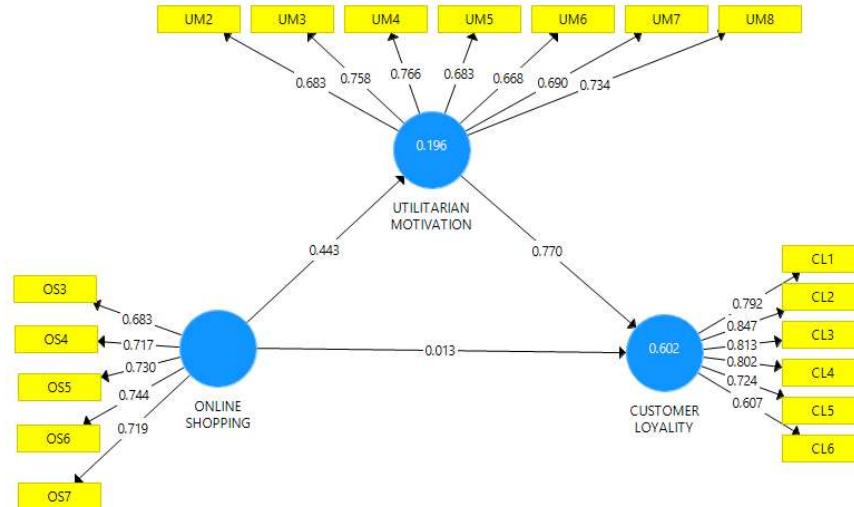 UM2 UM3 UM4 UM5 UM6 UM7 UM8
0.683 0.758 0.766 0.683 0.668 0.690 0.734
0.196
UTILITARIAN
MOTIVATION
0.443
0.770
OS3
OS4
OS5
OS6
OS7
0.683
0.717
0.730
0.744
0.719
ONLINE
SHOPPING
0.013
0.602
CUSTOMER
LOYALITY
0.792
0.847
0.813
0.802
0.724
0.607
CL1
CL2
CL3
CL4
CL5
CL6